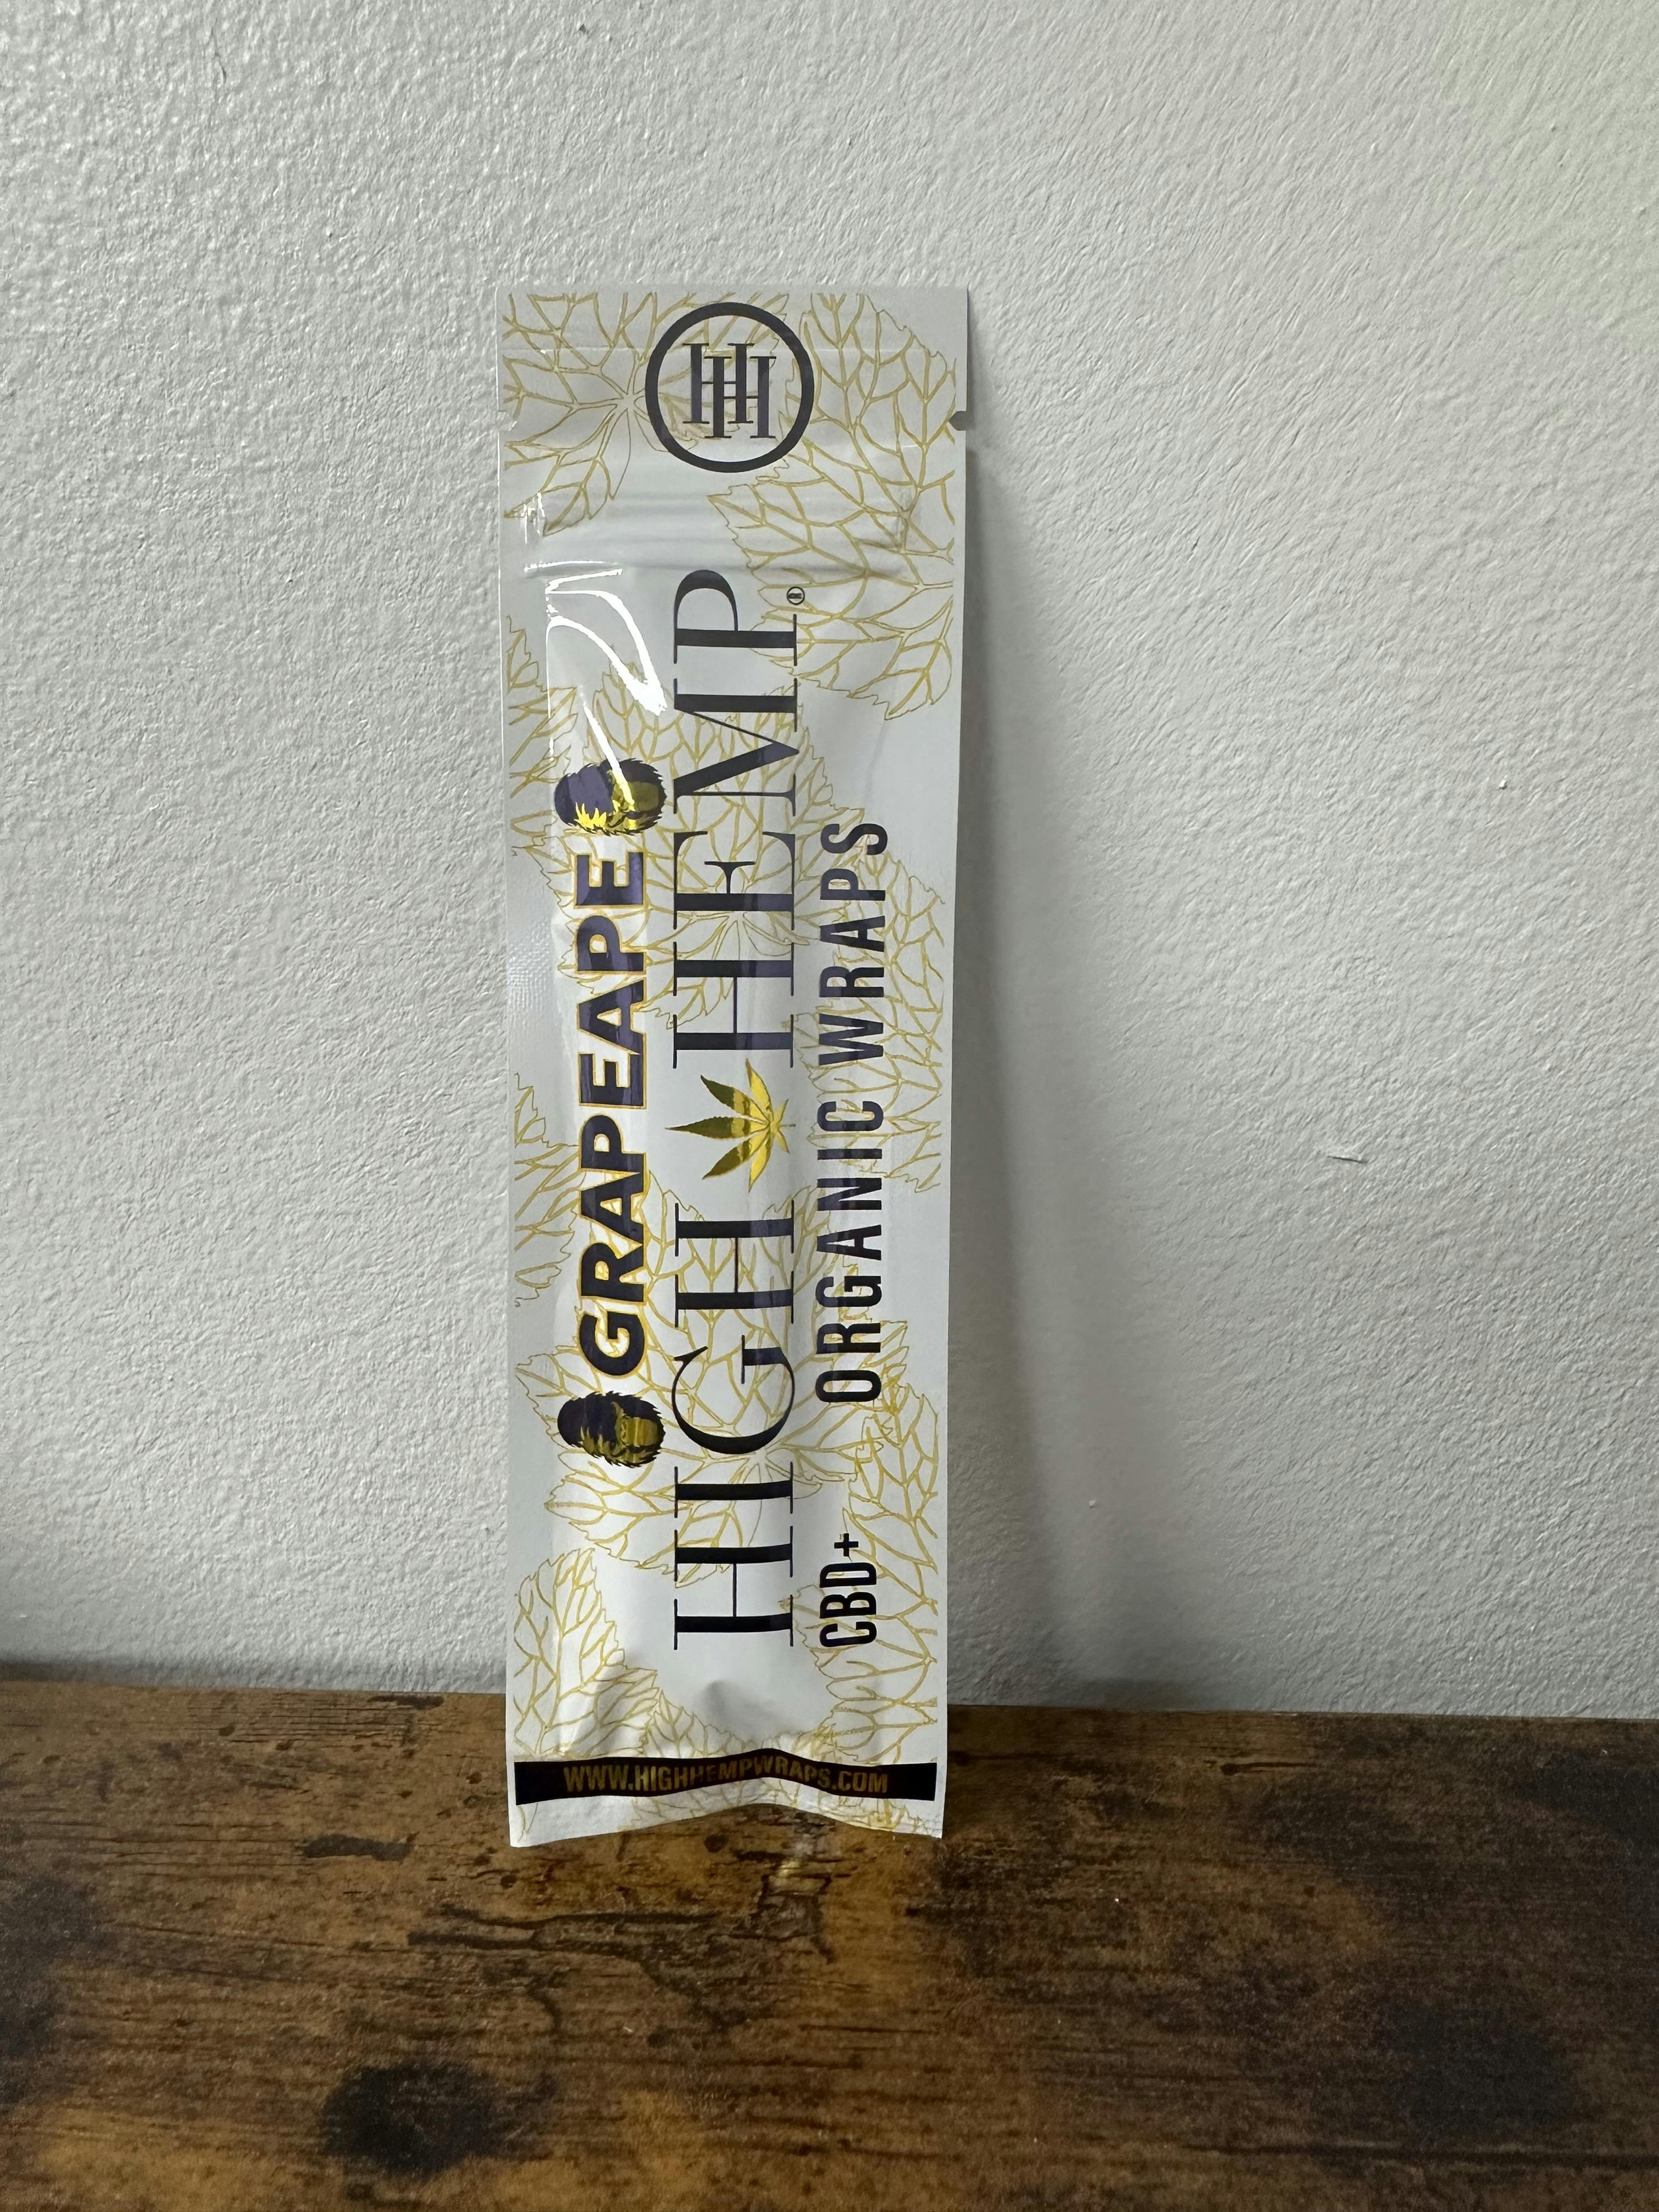 HH
GRAPEAPE
HIGH HEMP
CBD+ ORGANIC WRAPS
WWW.HIGHHEMPWRAPS.COM